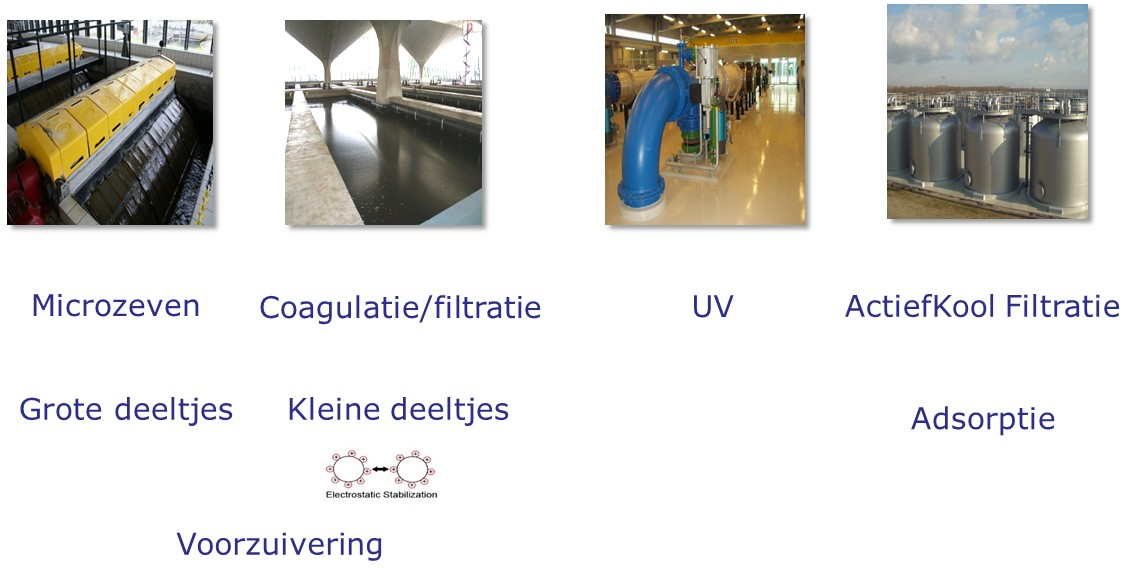 Microzeven
Coagulatie/filtratie
UV
ActiefKool Filtratie
Grote deeltjes
Kleine deeltjes
Adsorptie
Electrostatic Stabilization
Voorzuivering